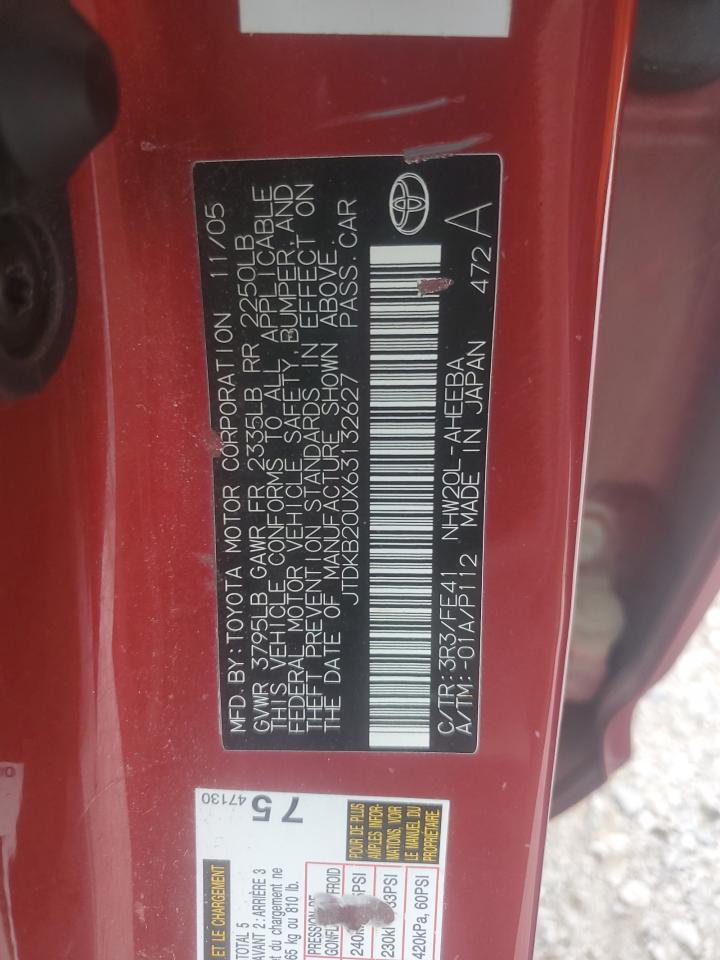 MFD. BY: TOYOTA MOTOR CORPORATION 11/05
GVWR 3795LB GAWR FR 2335LB RR 2250LB
THIS VEHICLE CONFORMS TO ALL APPLICABLE
FEDERAL MOTOR VEHICLE SAFETY, BUMPER, AND
THEFT PREVENTION STANDARDS IN EFFECT ON
THE DATE OF MANUFACTURE SHOWN ABOVE.
JTDKB20UX63132627 PASS. CAR
C/TR: 3R3/FE41 NHW20L-AHEEBA 472
A/TM: -01A/P112 MADE IN JAPAN A
47130
75
ET LE CHARGEMENT
TOTAL 5
AVANT 2: ARRIÈRE 3
du chargement ne
65 kg ou 810 lb.
PRESSION
FROID
POUR DE PLUS
AMPLES INFOR-
MATIONS, VOIR
LE MANUEL DU
PROPRIÉTAIRE
420kPa, 60PSI